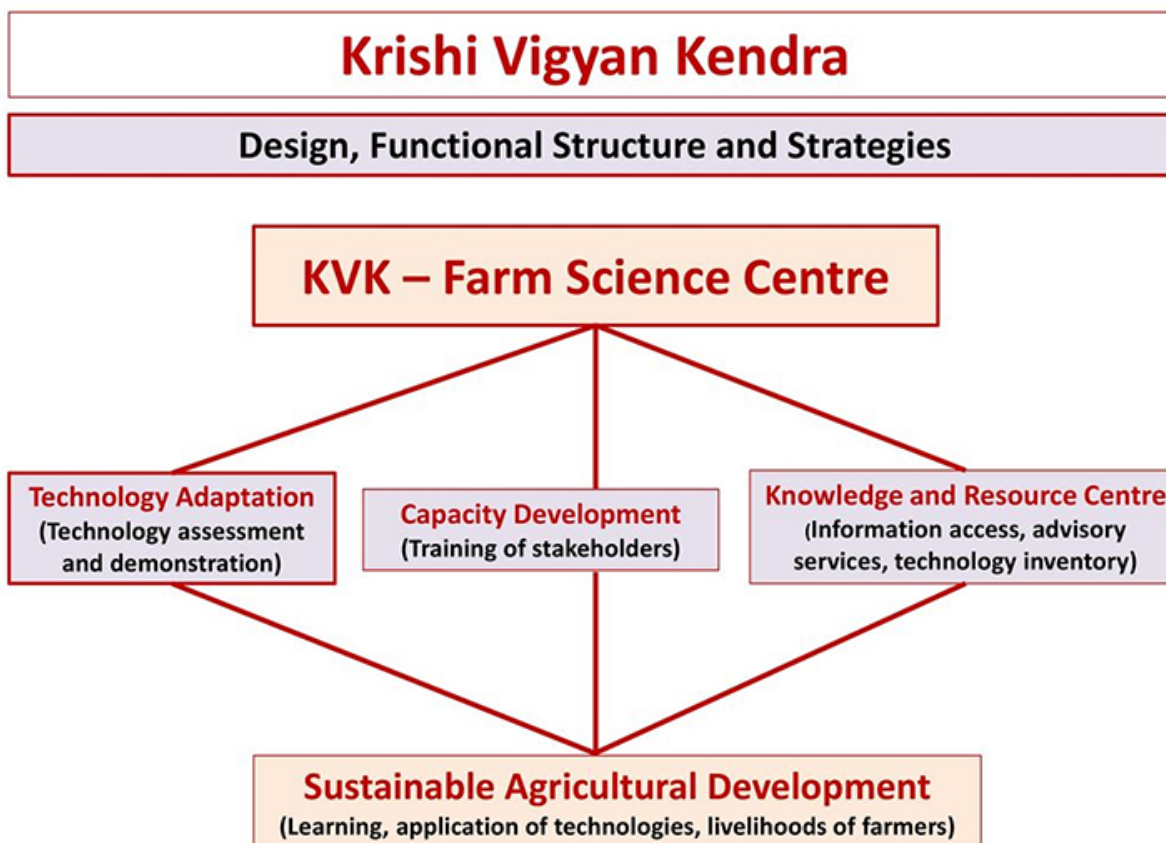 Krishi Vigyan Kendra
Design, Functional Structure and Strategies
KVK – Farm Science Centre
Technology Adaptation
(Technology assessment
and demonstration)
Capacity Development
(Training of stakeholders)
Knowledge and Resource Centre
(Information access, advisory
services, technology inventory)
Sustainable Agricultural Development
(Learning, application of technologies, livelihoods of farmers)